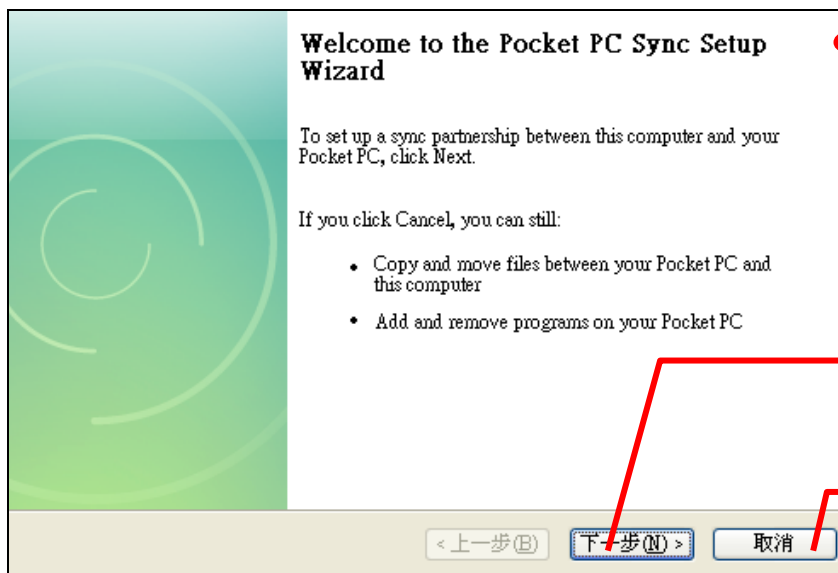 Welcome to the Pocket PC Sync Setup
Wizard
To set up a sync partnership between this computer and your
Pocket PC, click Next.
If you click Cancel, you can still:
• Copy and move files between your Pocket PC and
this computer
• Add and remove programs on your Pocket PC
<上一步(B) 下一步(N) > 取消